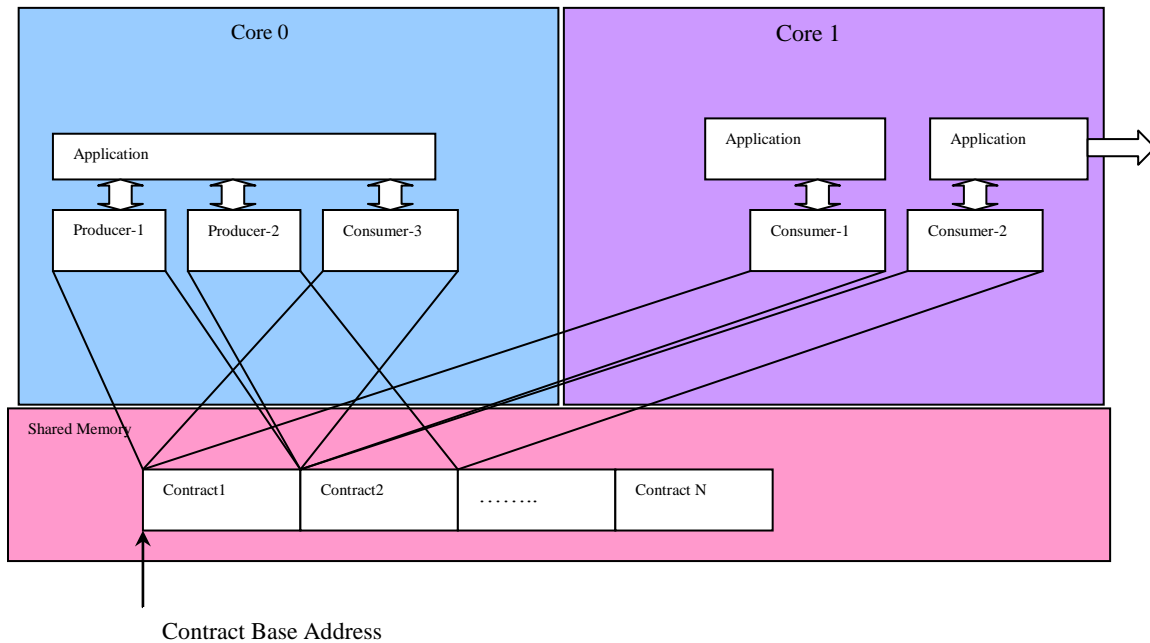 Core 0
Core 1
Application
Application
Application
Producer-1
Producer-2
Consumer-3
Consumer-1
Consumer-2
Shared Memory
Contract1
Contract2
……..
Contract N
Contract Base Address